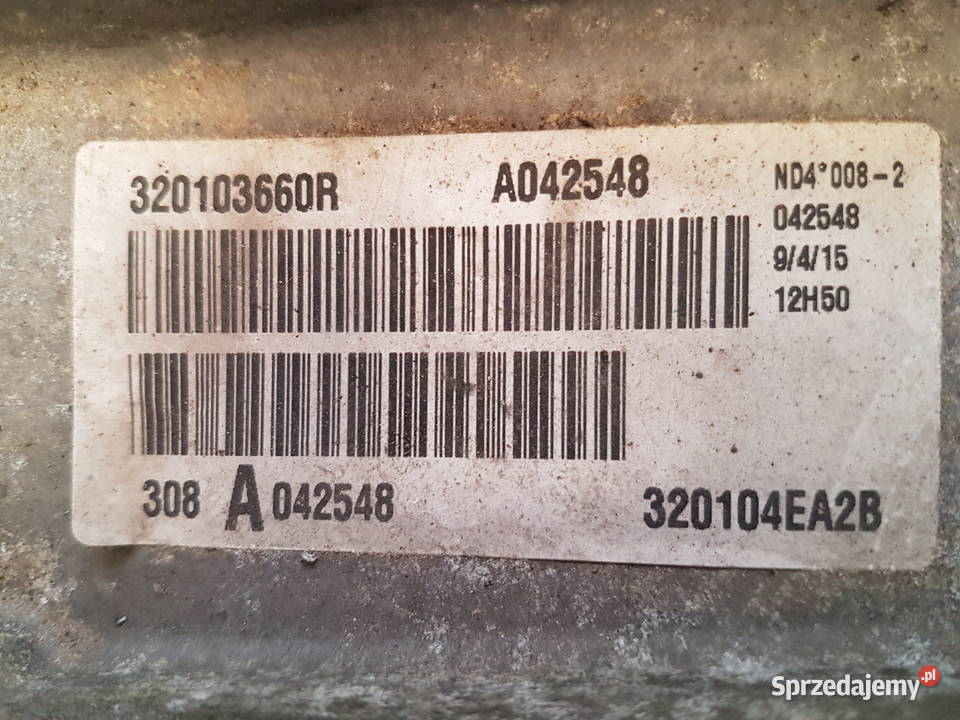 320103660R A042548
ND4*008-2
042548
9/4/15
12H50
308 A 042548
320104EA2B
Sprzedajemy.pl